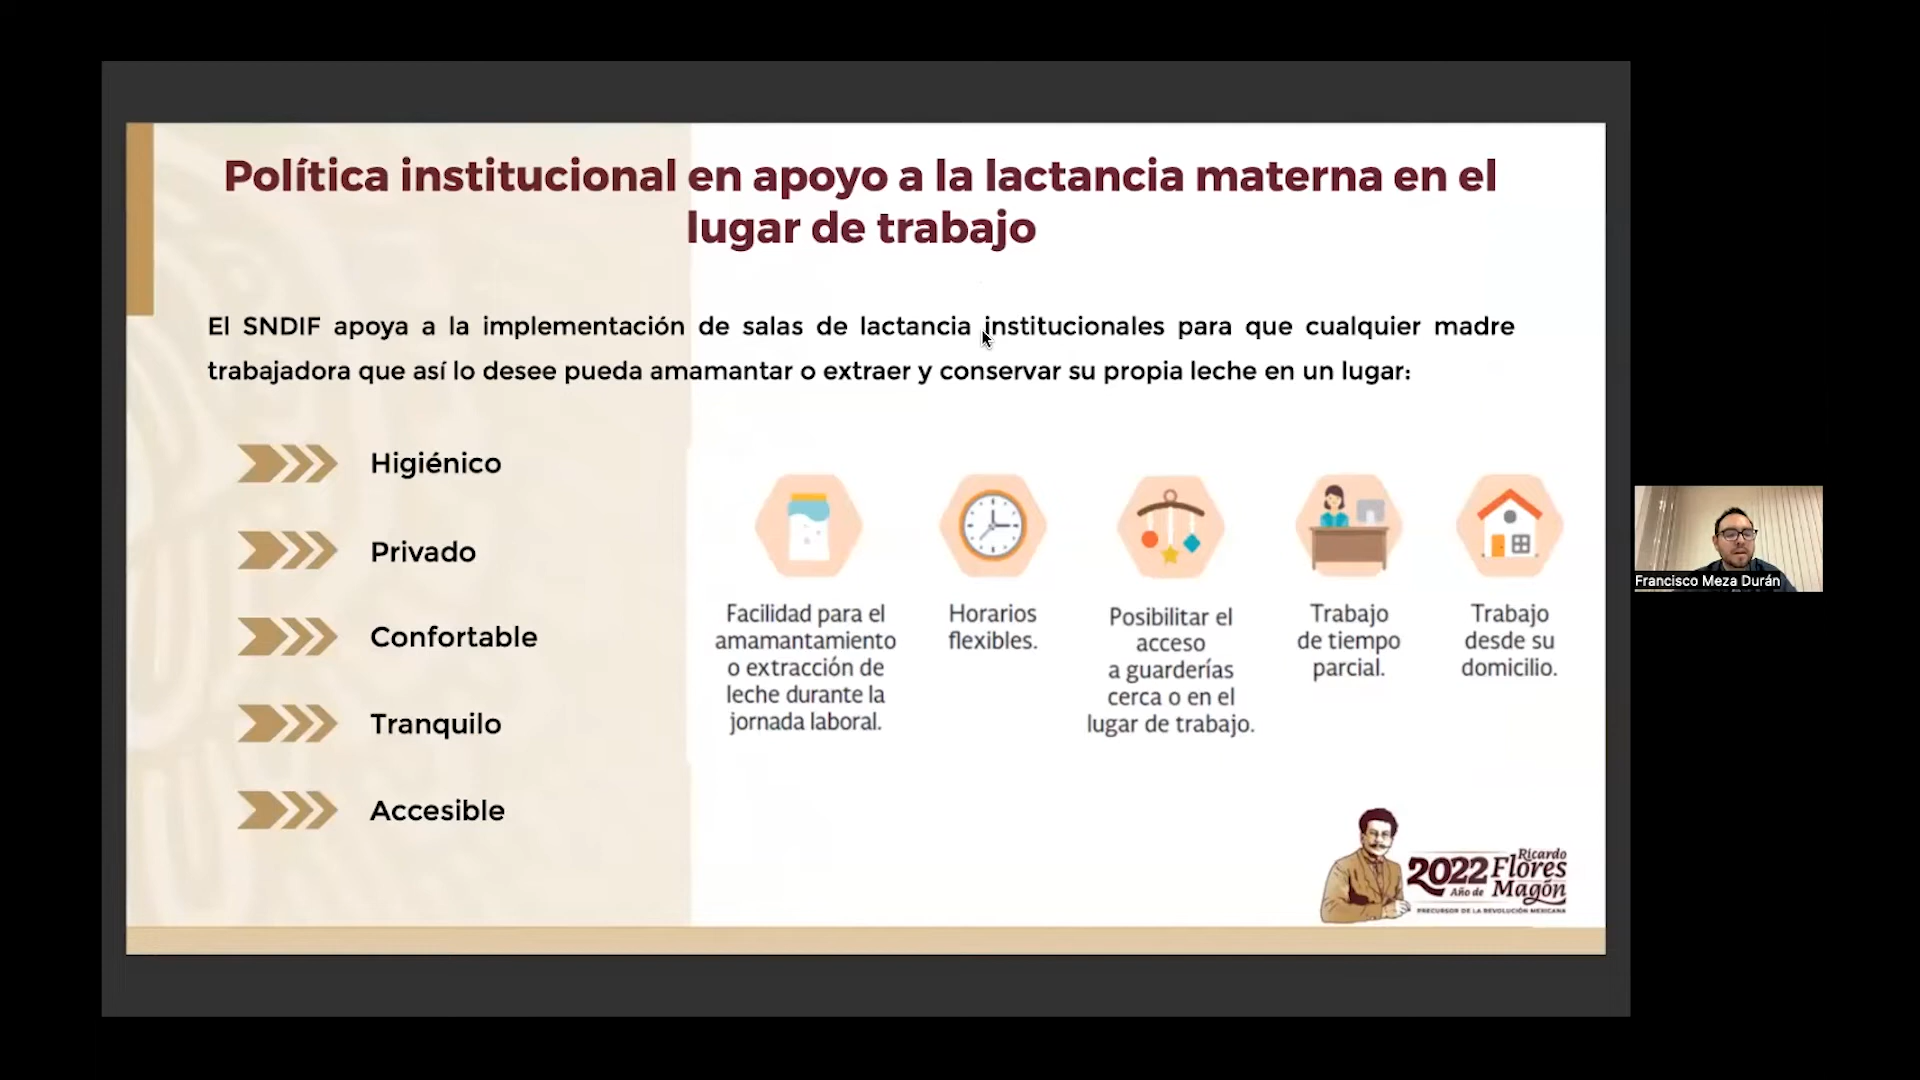 Política institucional en apoyo a la lactancia materna en el
lugar de trabajo
El SNDIF apoya a la implementación de salas de lactancia institucionales para que cualquier madre
trabajadora que así lo desee pueda amamantar o extraer y conservar su propia leche en un lugar:
Higiénico
Privado
Confortable
Tranquilo
Accesible
Facilidad para el
amamantamiento
o extracción de
leche durante la
jornada laboral.
Horarios
flexibles.
Posibilitar el
acceso
a guarderías
cerca o en el
lugar de trabajo.
Trabajo
de tiempo
parcial.
Trabajo
desde su
domicilio.
2022 Ricardo
Flores
Año de Magón
PRECURSOR DE LA REVOLUCIÓN MEXICANA
Francisco Meza Durán